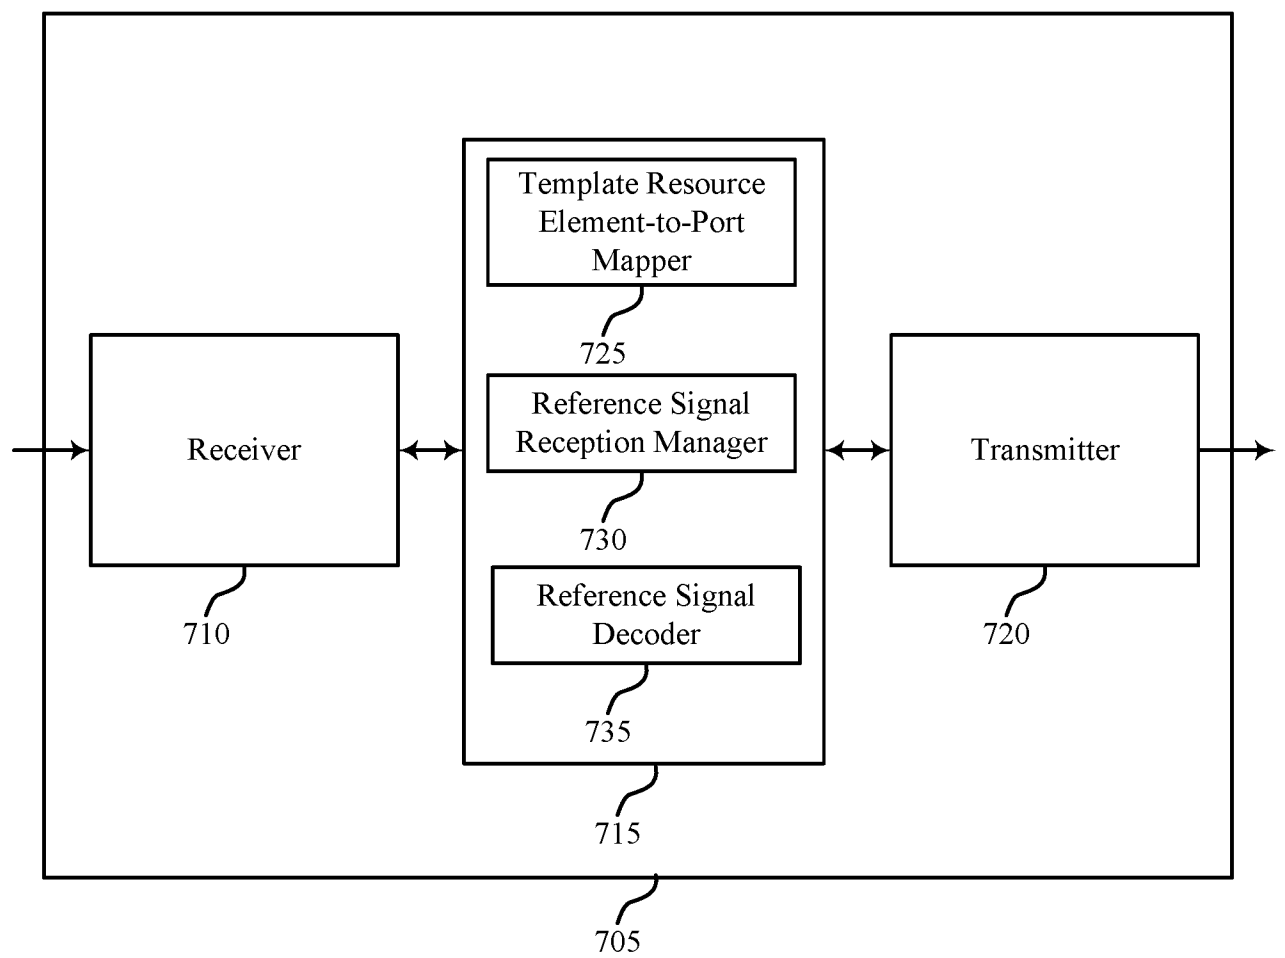 Template Resource
Element-to-Port
Mapper
725
Reference Signal
Reception Manager
730
Reference Signal
Decoder
735
715
Receiver
710
Transmitter
720
705